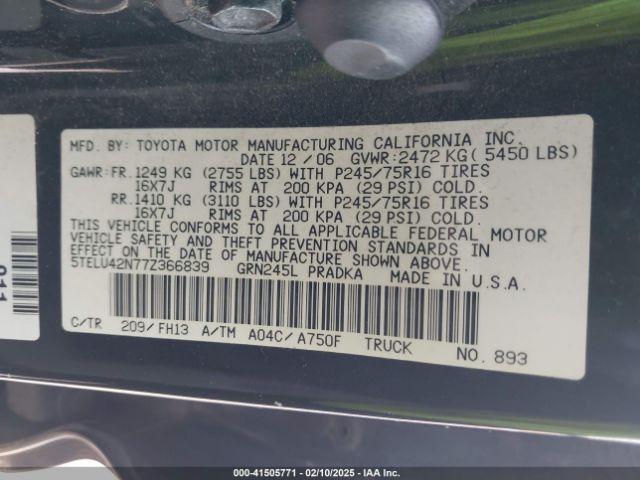 MFD. BY: TOYOTA MOTOR MANUFACTURING CALIFORNIA INC.
DATE 12 / 06 GVWR: 2472 KG ( 5450 LBS)
GAWR: FR. 1249 KG (2755 LBS) WITH P245/75R16 TIRES
16X7J RIMS AT 200 KPA (29 PSI) COLD.
RR. 1410 KG (3110 LBS) WITH P245/75R16 TIRES
16X7J RIMS AT 200 KPA (29 PSI) COLD.
THIS VEHICLE CONFORMS TO ALL APPLICABLE FEDERAL MOTOR
VEHICLE SAFETY AND THEFT PREVENTION STANDARDS IN
EFFECT ON THE DATE OF MANUFACTURE SHOWN ABOVE.
5TELU42N77Z366839 GRN245L PRADKA MADE IN U.S.A.
C/TR 209/FH13 A/TM A04C/A750F TRUCK NO. 893
011
00-41505771 - 02/10/2025 - IAA Inc.